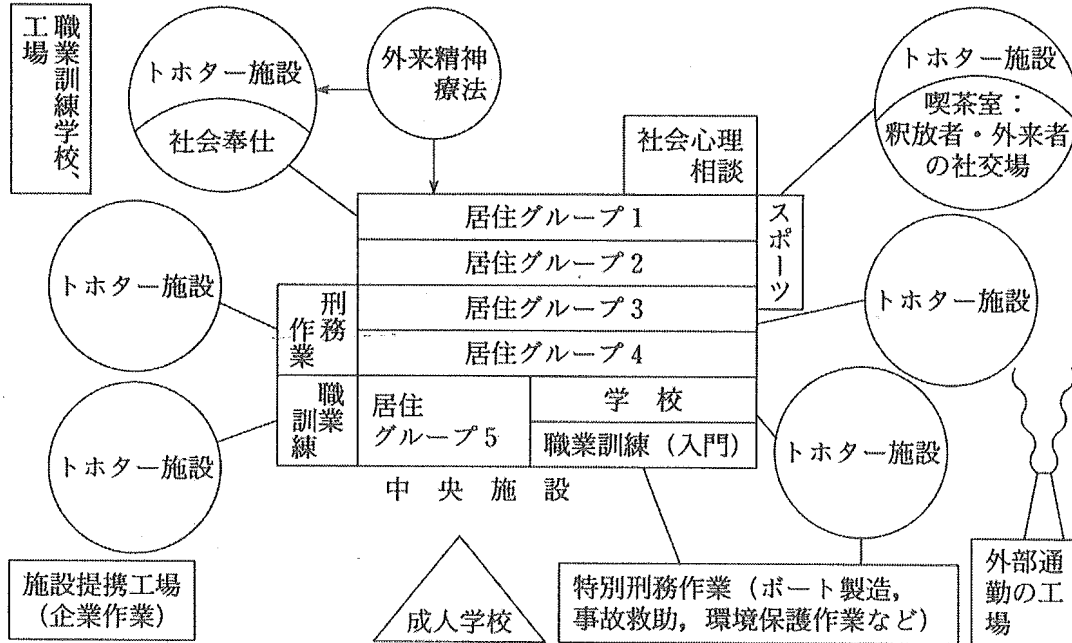 職業訓練学校、
工場
トホター施設
社会奉仕
外来精神
療法
社会心理
相談
トホター施設
喫茶室：
釈放者・外来者
の社交場
スポーツ
居住グループ1
居住グループ2
居住グループ3
居住グループ4
居住
グループ5
学校
職業訓練（入門）
刑務
作業
職業
訓練
トホター施設
トホター施設
トホター施設
トホター施設
中央施設
施設提携工場
（企業作業）
成人学校
特別刑務作業（ボート製造，
事故救助，環境保護作業など）
外部通
勤の工
場